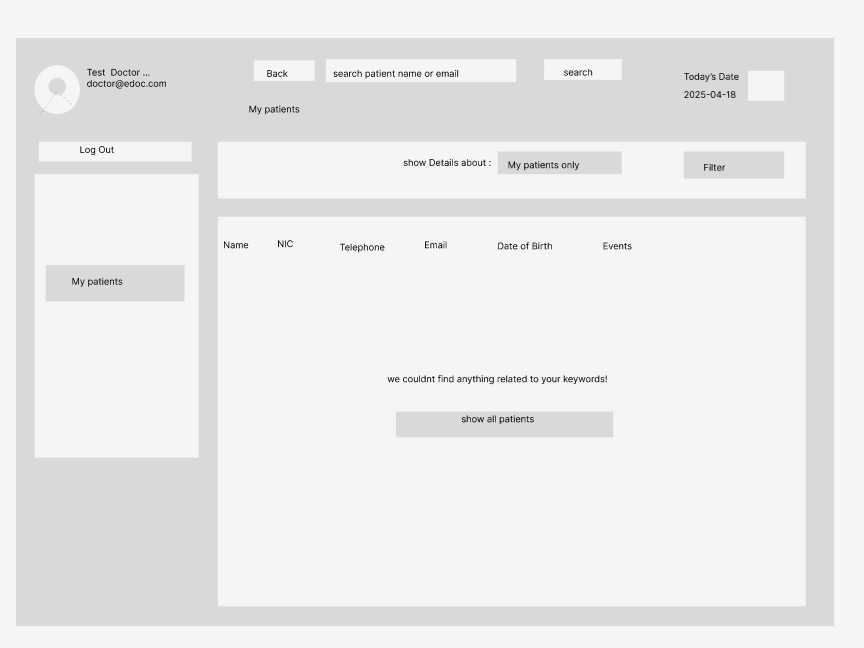 Test Doctor ...
doctor@edoc.com
Back
search patient name or email
search
Today's Date
2025-04-18
My patients
Log Out
show Details about :
My patients only
Filter
Name
NIC
Telephone
Email
Date of Birth
Events
My patients
we couldnt find anything related to your keywords!
show all patients